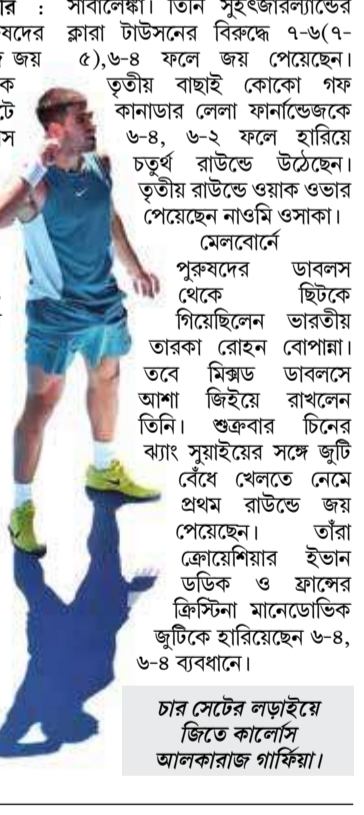 ার :
ষদের
জয়
ক
টে
স
সাবালেঙ্কা। তিনি সুইৎজারল্যান্ডের
ক্লারা টাউসনের বিরুদ্ধে ৭-৬(৭-
৫),৬-৪ ফলে জয় পেয়েছেন।
তৃতীয় বাছাই কোকো গফ
কানাডার লেলা ফার্নান্ডেজকে
৬-৪, ৬-২ ফলে হারিয়ে
চতুর্থ রাউন্ডে উঠেছেন।
তৃতীয় রাউন্ডে ওয়াক ওভার
পেয়েছেন নাওমি ওসাকা।
মেলবোর্নে
পুরুষদের ডাবলস
থেকে ছিটকে
গিয়েছিলেন ভারতীয়
তারকা রোহন বোপান্না।
তবে মিক্সড ডাবলসে
আশা জিইয়ে রাখলেন
তিনি। শুক্রবার চিনের
ঝ্যাং সুয়াইয়ের সঙ্গে জুটি
বেঁধে খেলতে নেমে
প্রথম রাউন্ডে জয়
পেয়েছেন। তাঁরা
ক্রোয়েশিয়ার ইভান
ডডিক ও ফ্রান্সের
ক্রিস্টিনা মানেডোভিক
জুটিকে হারিয়েছেন ৬-৪,
৬-৪ ব্যবধানে।
চার সেটের লড়াইয়ে
জিতে কার্লোস
আলকারাজ গার্ফিয়া।